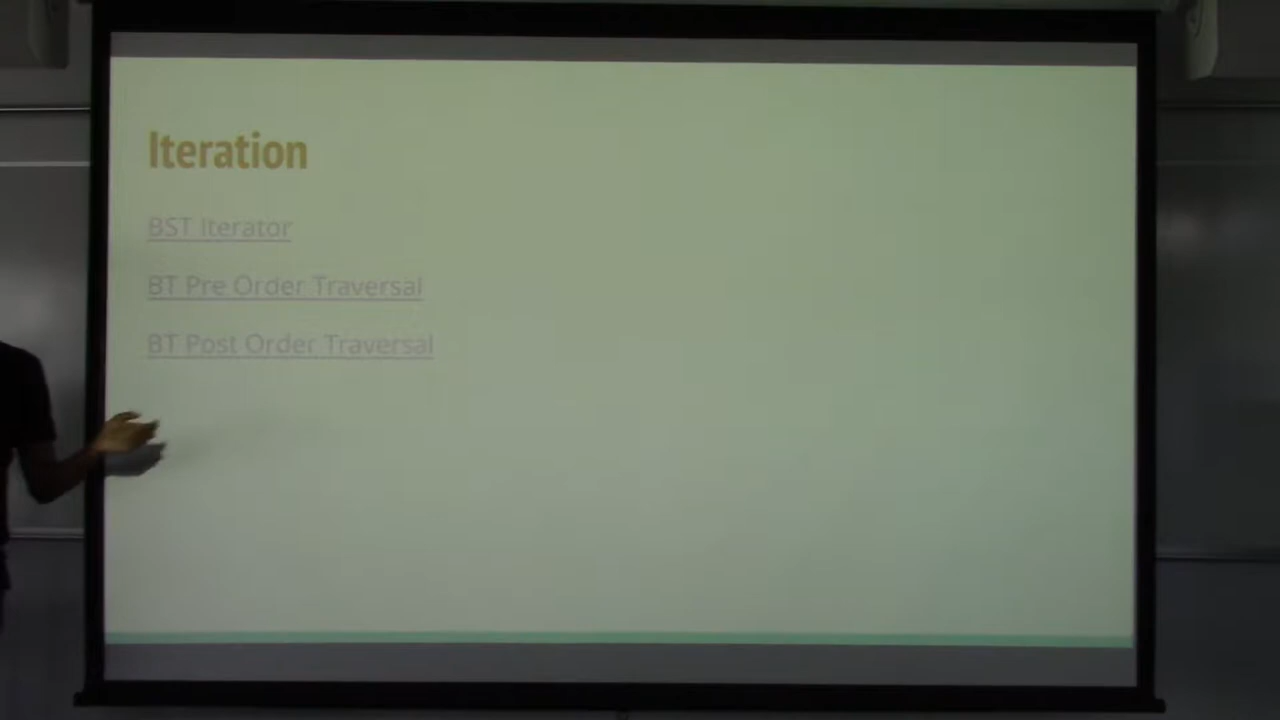 Iteration
BST Iterator
BT Pre Order Traversal
BT Post Order Traversal